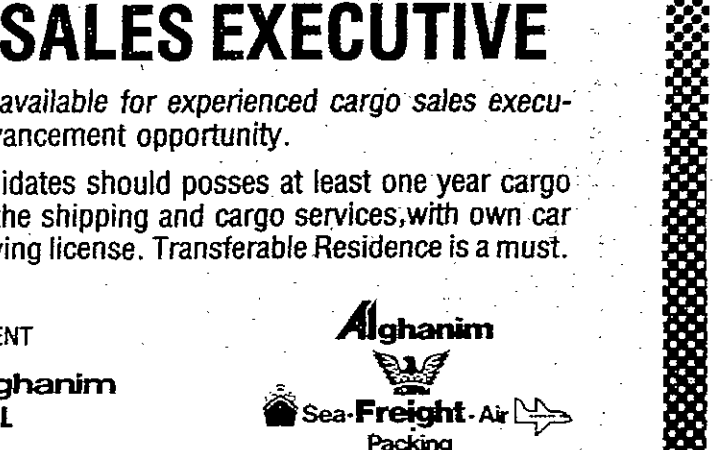 SALES EXECUTIVE
available for experienced cargo sales execu-
vancement opportunity.
idates should posses at least one year cargo
the shipping and cargo services,with own car
ving license. Transferable Residence is a must.
ENT
ghanim
L
Alghanim
Sea-Freight-Air
Packing